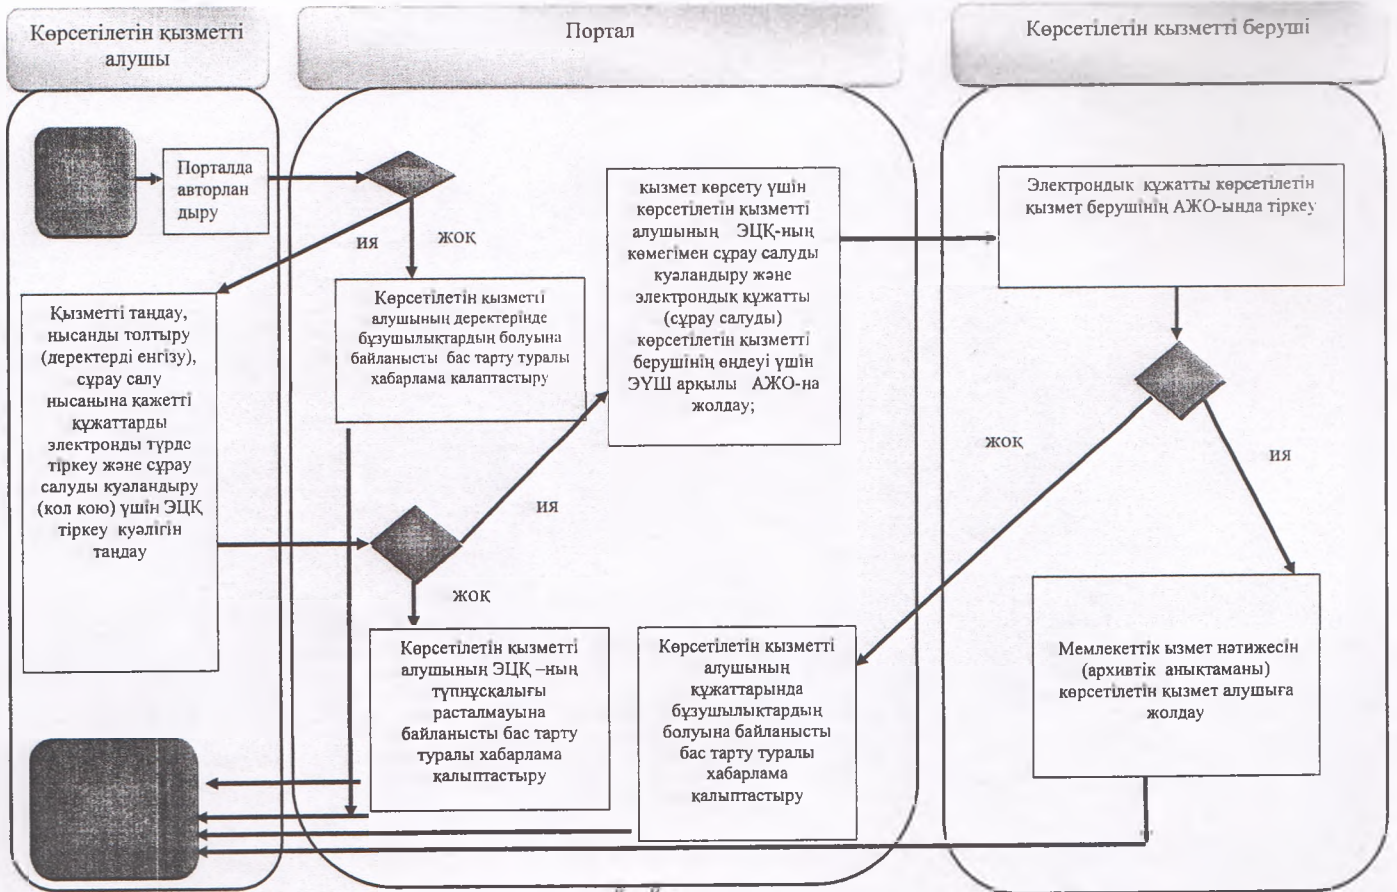 Көрсетілетін қызметті
алушы
Портал
Көрсетілетін қызметті беруші
Порталда
авторлан
дыру
ия
жоқ
Қызметті таңдау,
нысанды толтыру
(деректерді енгізу),
сұрау салу
нысанына қажетті
құжаттарды
электронды түрде
тіркеу және сұрау
салуды куәландыру
(қол қою) үшін ЭЦҚ
тіркеу куәлігін
таңдау
Көрсетілетін қызметті
алушының деректерінде
бұзушылықтардың болуына
байланысты бас тарту туралы
хабарлама қалаптастыру
қызмет көрсету үшін
көрсетілетін қызметті
алушының ЭЦҚ-ның
көмегімен сұрау салуды
куәландыру және
электрондық құжатты
(сұрау салуды)
көрсетілетін қызметті
берушінің өңдеуі үшін
ЭҮШ арқылы АЖО-на
жолдау;
Электрондық құжатты көрсетілетін
қызмет берушінің АЖО-ында тіркеу
жоқ
ия
ия
жоқ
Көрсетілетін қызметті
алушының ЭЦҚ –ның
түпнұсқалығы
расталмауына
байланысты бас тарту
туралы хабарлама
қалыптастыру
Көрсетілетін қызметті
алушының
құжаттарында
бұзушылықтардың
болуына байланысты
бас тарту туралы
хабарлама
қалыптастыру
Мемлекеттік ызмет нәтижесін
(архивтік анықтаманы)
көрсетілетін қызмет алушыға
жолдау